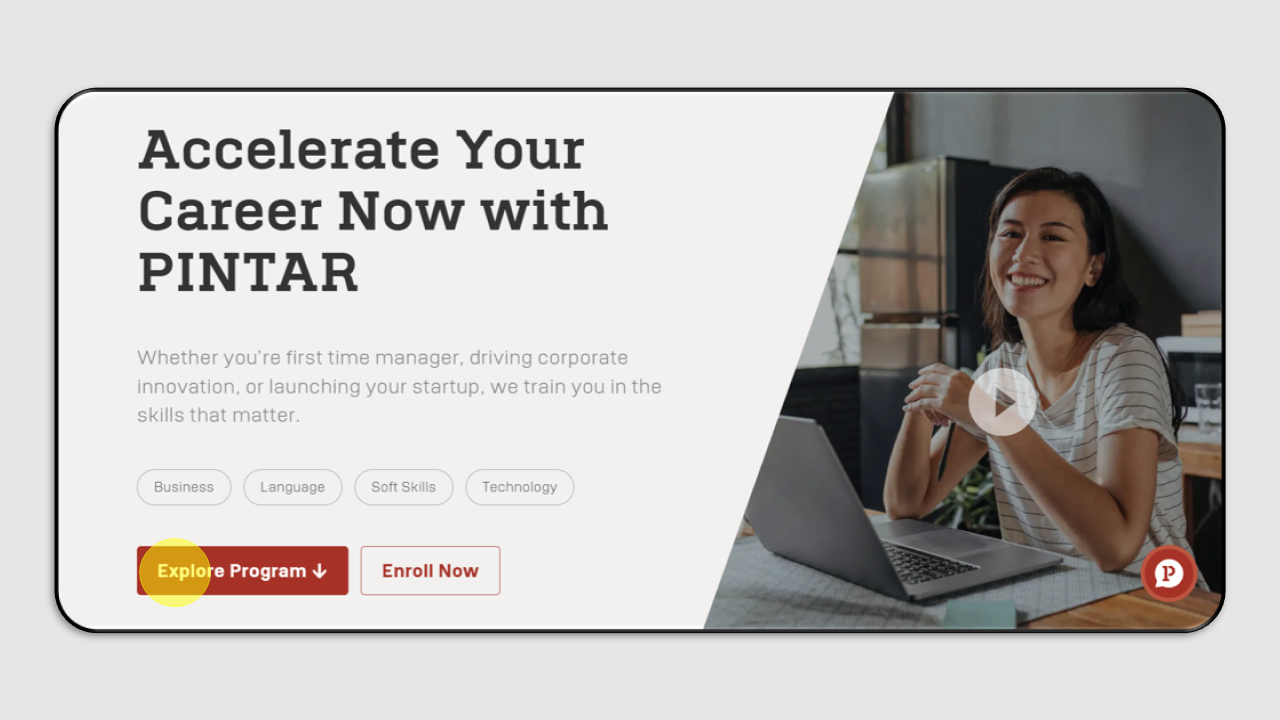 Accelerate Your
Career Now with
PINTAR
Whether you're first time manager, driving corporate
innovation, or launching your startup, we train you in the
skills that matter.
Business Language Soft Skills Technology
Explore Program ↓ Enroll Now
P